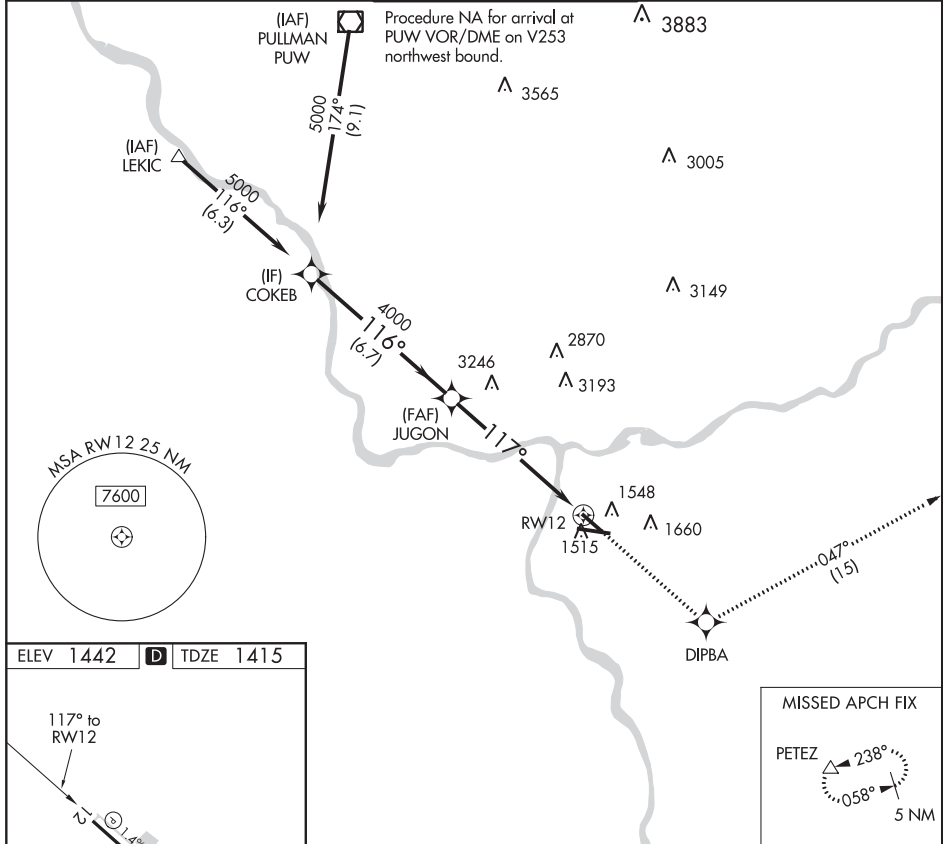 (IAF)
PULLMAN
PUW
Procedure NA for arrival at
PUW VOR/DME on V253
northwest bound.
3883
3565
5000
174°
(9.1)
(IAF)
LEKIC
3005
5000
116°
(6.3)
(IF)
COKEB
3149
4000
116°
(6.7)
2870
3246
3193
(FAF)
JUGON
117°
MSA RW12 25 NM
7600
1548
RW12
1660
1515
047°
(15)
DIPBA
ELEV 1442 D TDZE 1415
117° to
RW12
12
P
1.4%
MISSED APCH FIX
PETEZ
238°
058°
5 NM